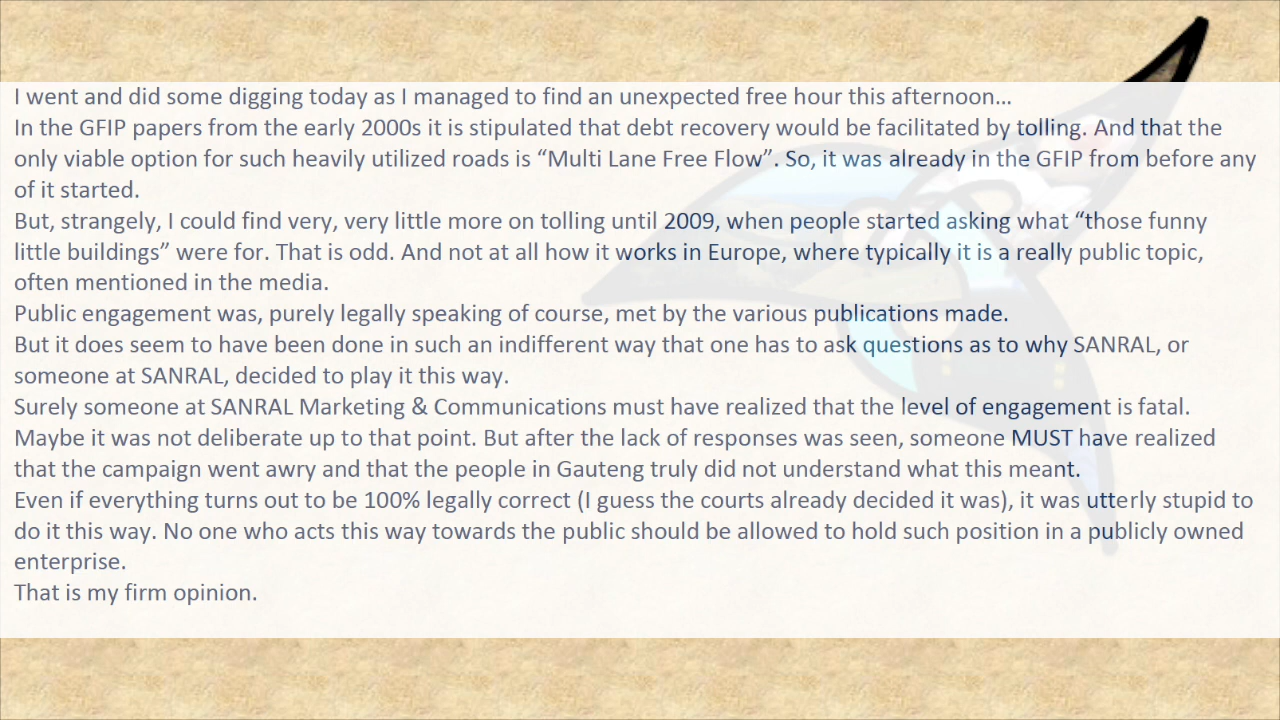 I went and did some digging today as I managed to find an unexpected free hour this afternoon...
In the GFIP papers from the early 2000s it is stipulated that debt recovery would be facilitated by tolling. And that the
only viable option for such heavily utilized roads is “Multi Lane Free Flow”. So, it was already in the GFIP from before any
of it started.
But, strangely, I could find very, very little more on tolling until 2009, when people started asking what “those funny
little buildings” were for. That is odd. And not at all how it works in Europe, where typically it is a really public topic,
often mentioned in the media.
Public engagement was, purely legally speaking of course, met by the various publications made.
But it does seem to have been done in such an indifferent way that one has to ask questions as to why SANRAL, or
someone at SANRAL, decided to play it this way.
Surely someone at SANRAL Marketing & Communications must have realized that the level of engagement is fatal.
Maybe it was not deliberate up to that point. But after the lack of responses was seen, someone MUST have realized
that the campaign went awry and that the people in Gauteng truly did not understand what this meant.
Even if everything turns out to be 100% legally correct (I guess the courts already decided it was), it was utterly stupid to
do it this way. No one who acts this way towards the public should be allowed to hold such position in a publicly owned
enterprise.
That is my firm opinion.